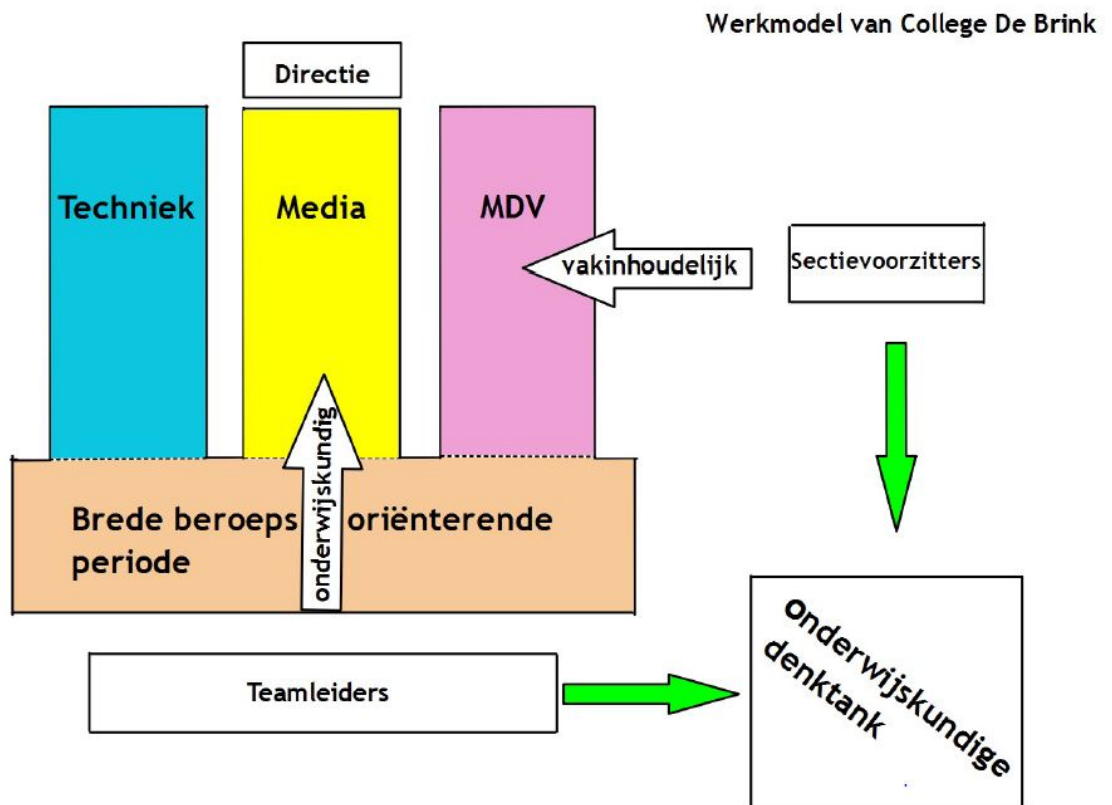 Werkmodel van College De Brink
Directie
Techniek
Media
MDV
vakinhoudelijk
Sectievoorzitters
onderwijskundig
Brede beroeps oriënterende
periode
Teamleiders
Onderwijskundige
denktank